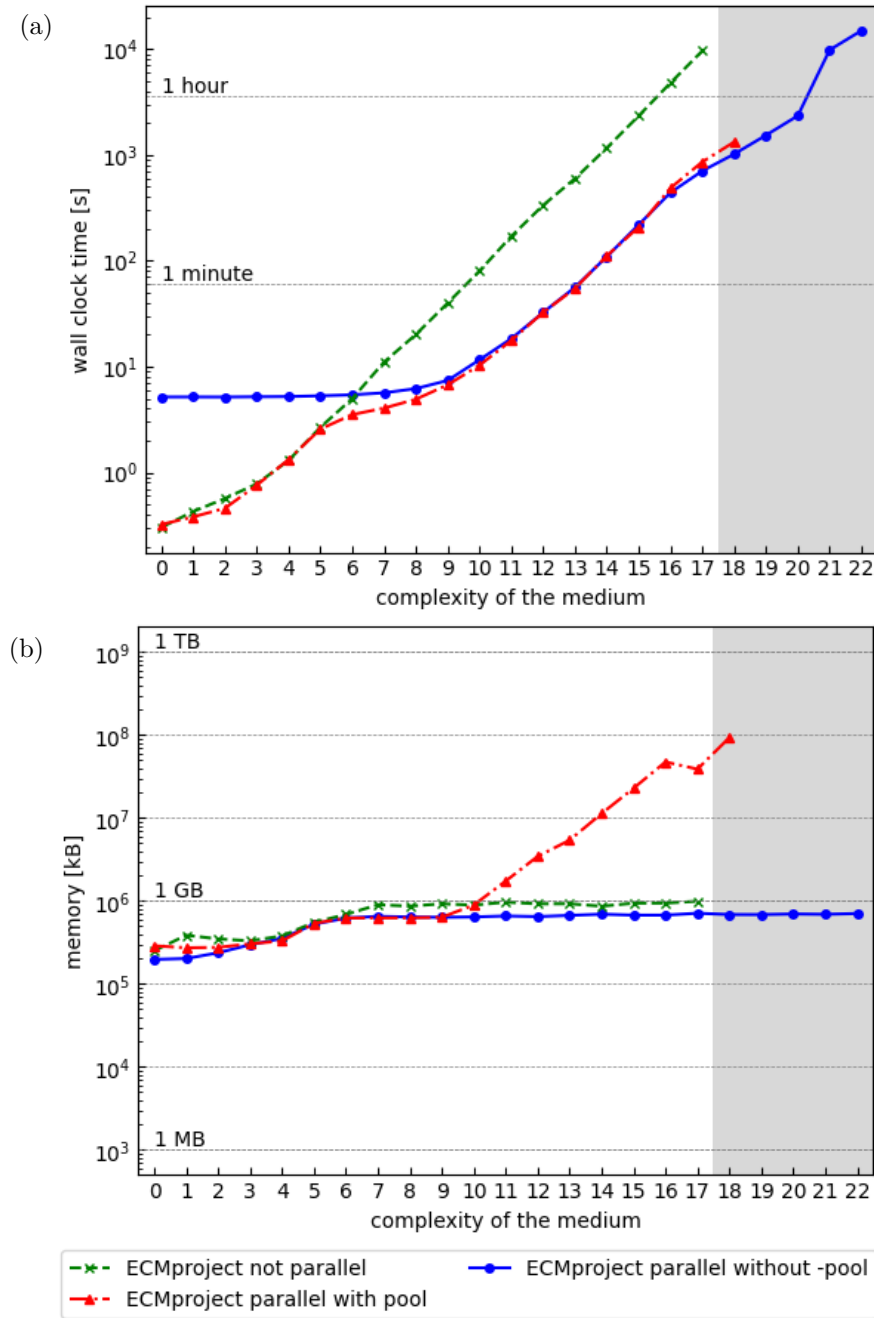 (a)
10^4
1 hour
10^3
wall clock time [s]
10^2
1 minute
10^1
10^0
0 1 2 3 4 5 6 7 8 9 10 11 12 13 14 15 16 17 18 19 20 21 22
complexity of the medium
(b)
10^9
1 TB
10^8
10^7
memory [kB]
10^6
1 GB
10^5
10^4
10^3
1 MB
0 1 2 3 4 5 6 7 8 9 10 11 12 13 14 15 16 17 18 19 20 21 22
complexity of the medium
ECMproject not parallel
ECMproject parallel with pool
ECMproject parallel without -pool